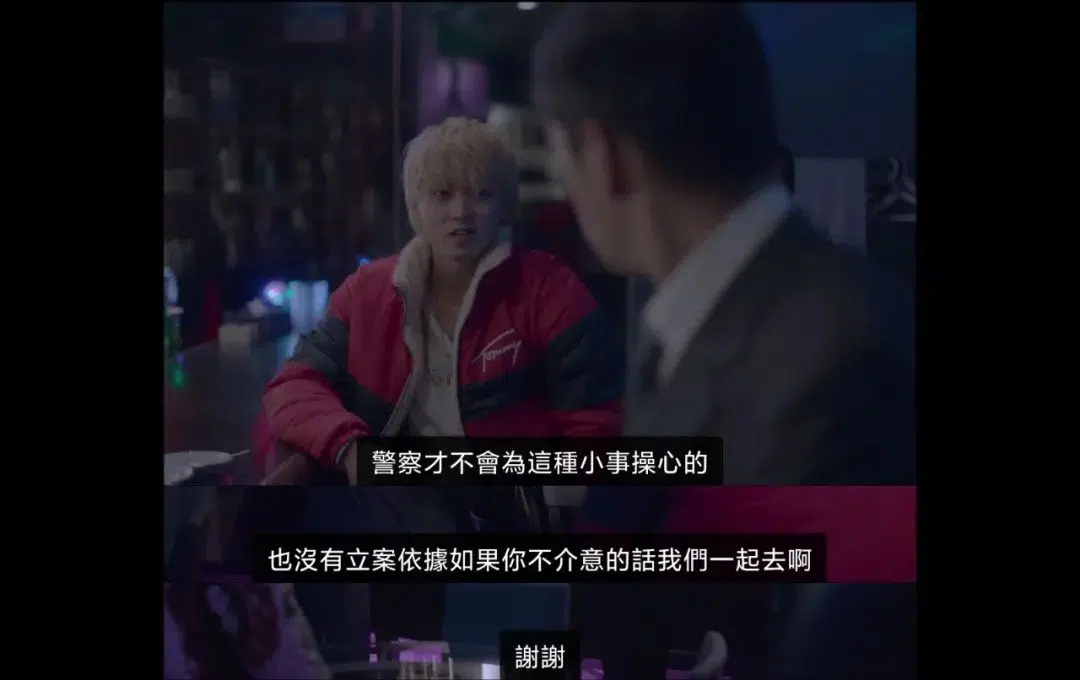 Tommy
警察才不會為這種小事操心的
也沒有立案依據如果你不介意的話我們一起去啊
謝謝